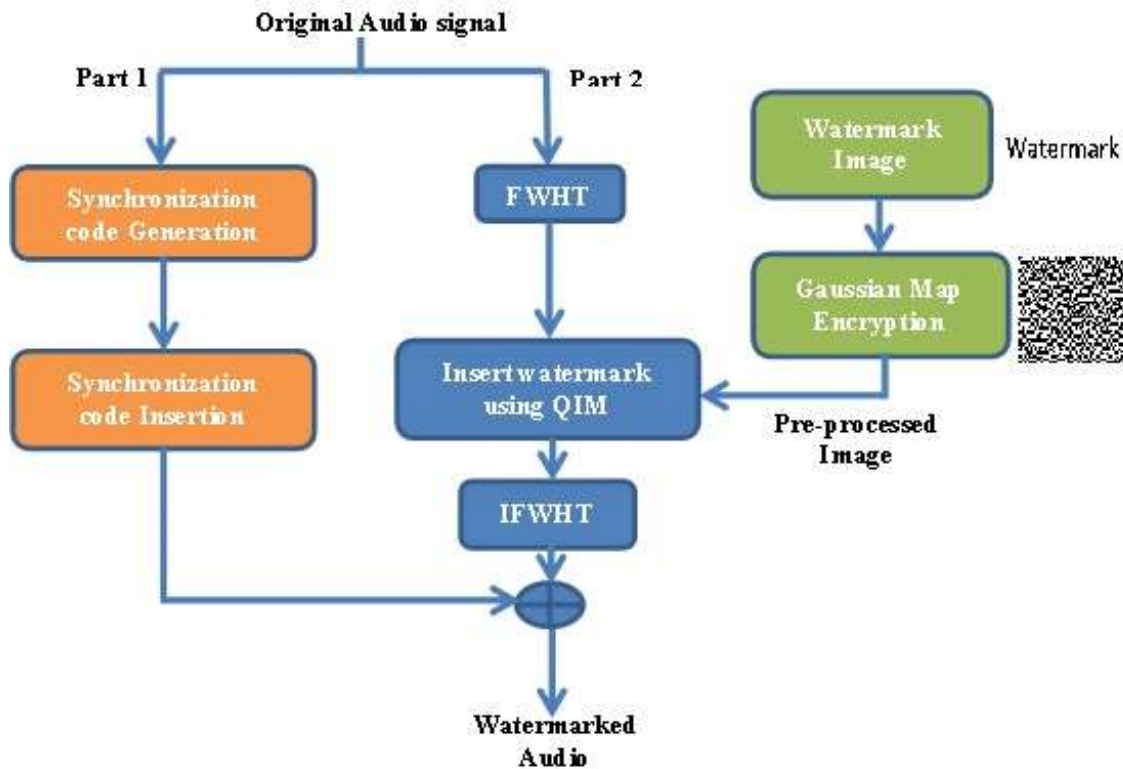 Original Audio signal
Part 1
Part 2
Watermark
Image
Watermark
Synchronization
code Generation
FWHT
Gaussian Map
Encryption
Synchronization
code Insertion
Insert watermark
using QIM
Pre-processed
Image
IFWHT
Watermarked
Audio